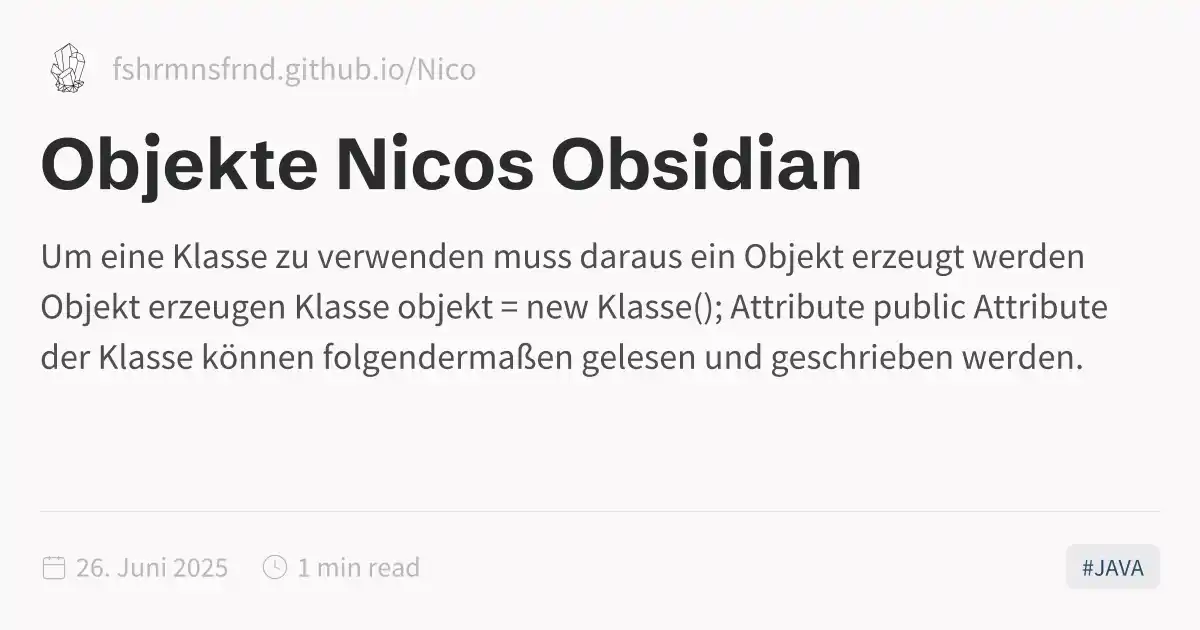 fshrmnsfrnd.github.io/Nico
Objekte Nicos Obsidian
Um eine Klasse zu verwenden muss daraus ein Objekt erzeugt werden
Objekt erzeugen Klasse objekt = new Klasse(); Attribute public Attribute
der Klasse können folgendermaßen gelesen und geschrieben werden.
26. Juni 2025 1 min read #JAVA